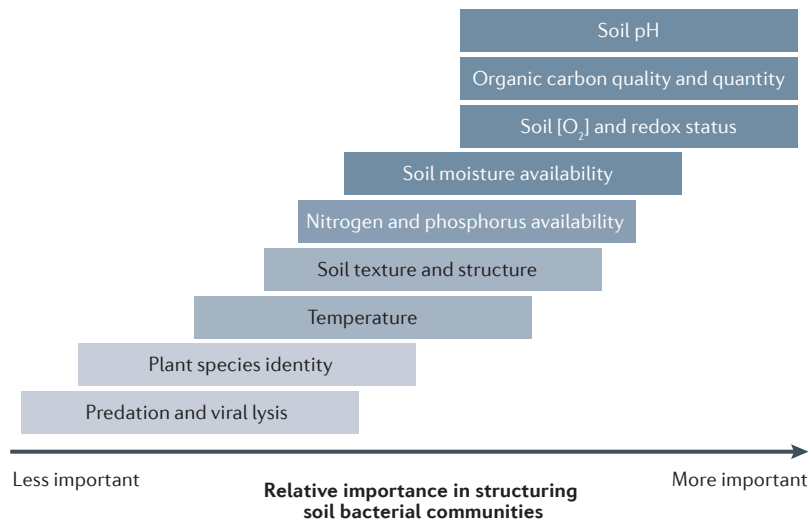 Soil pH
Organic carbon quality and quantity
Soil [O₂] and redox status
Soil moisture availability
Nitrogen and phosphorus availability
Soil texture and structure
Temperature
Plant species identity
Predation and viral lysis
Less important
More important
Relative importance in structuring
soil bacterial communities